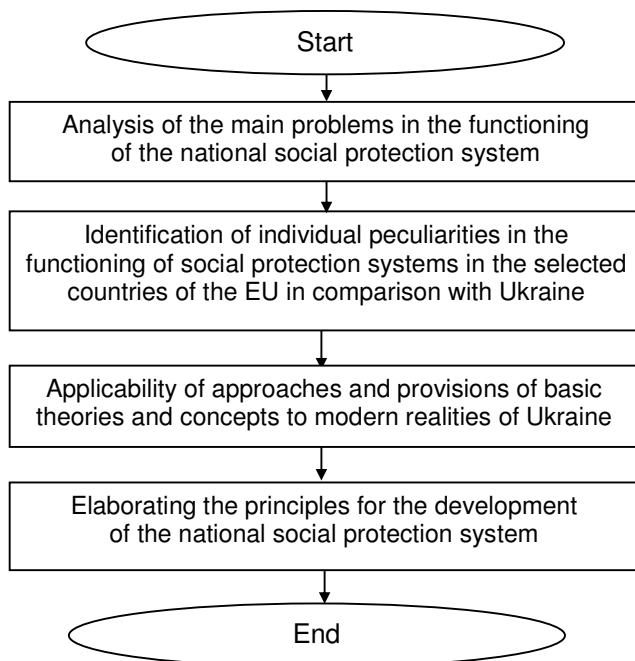 Start
Analysis of the main problems in the functioning
of the national social protection system
Identification of individual peculiarities in the
functioning of social protection systems in the selected
countries of the EU in comparison with Ukraine
Applicability of approaches and provisions of basic
theories and concepts to modern realities of Ukraine
Elaborating the principles for the development
of the national social protection system
End